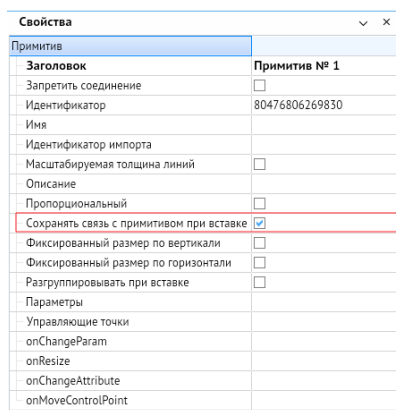 Свойства
Примитив
Заголовок Примитив № 1
Запретить соединение
Идентификатор 80476806269830
Имя
Идентификатор импорта
Масштабируемая толщина линий
Описание
Пропорциональный
Сохранять связь с примитивом при вставке
Фиксированный размер по вертикали
Фиксированный размер по горизонтали
Разгруппировывать при вставке
Параметры
Управляющие точки
onChangeParam
onResize
onChangeAttribute
onMoveControlPoint